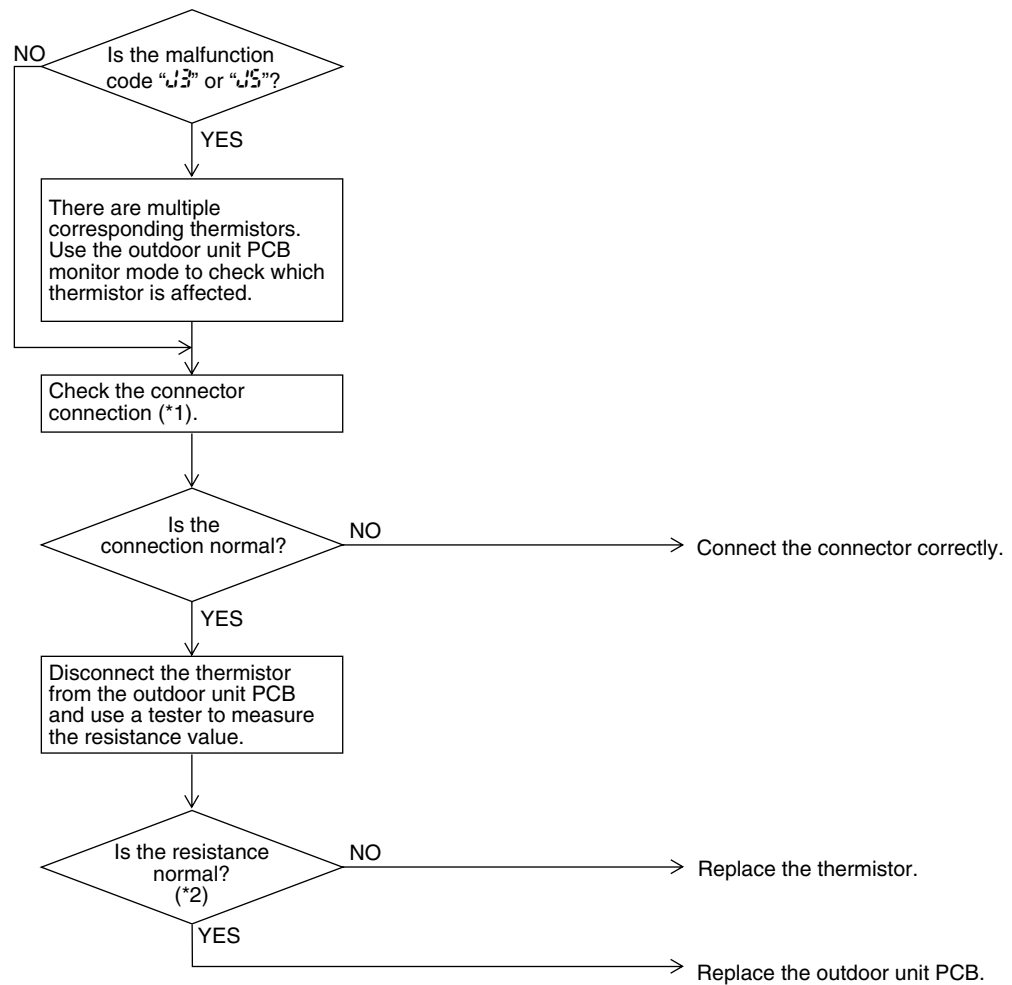 Is the malfunction
code “J3” or “J5”?
NO
YES
There are multiple
corresponding thermistors.
Use the outdoor unit PCB
monitor mode to check which
thermistor is affected.
Check the connector
connection (*1).
Is the
connection normal?
NO
Connect the connector correctly.
YES
Disconnect the thermistor
from the outdoor unit PCB
and use a tester to measure
the resistance value.
Is the resistance
normal?
(*2)
NO
Replace the thermistor.
YES
Replace the outdoor unit PCB.